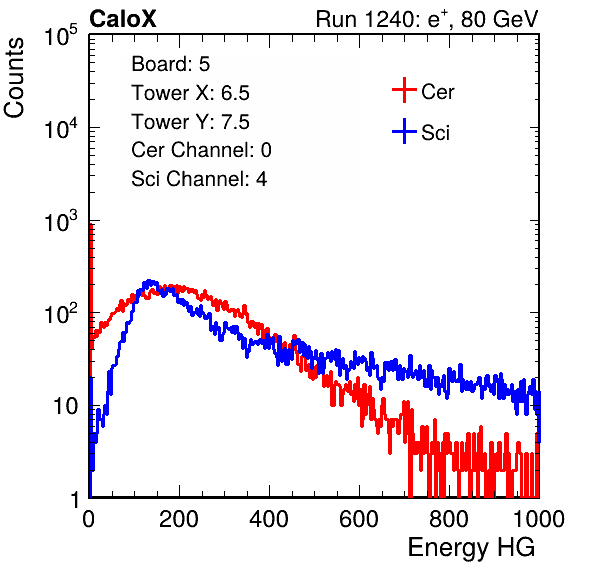 CaloX Run 1240: e⁺, 80 GeV
Counts
10⁵
10⁴
10³
10²
10
1
Board: 5
Tower X: 6.5
Tower Y: 7.5
Cer Channel: 0
Sci Channel: 4
Cer
Sci
0 200 400 600 800 1000
Energy HG